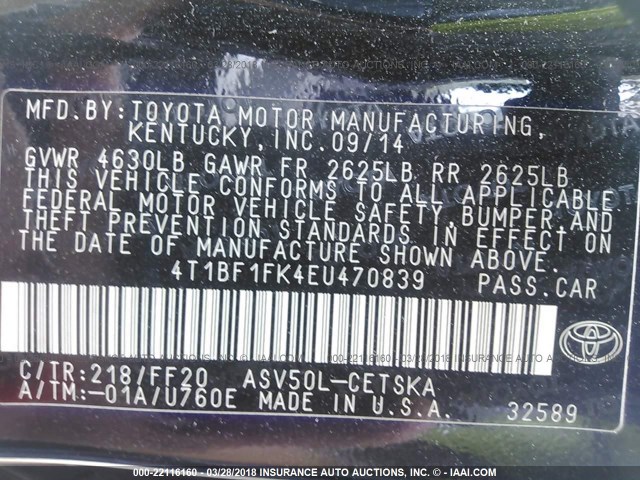 MFD.BY:TOYOTA MOTOR MANUFACTURING,
KENTUCKY, INC.09/14
GVWR 4630LB GAWR FR 2625LB RR 2625LB
THIS VEHICLE CONFORMS TO ALL APPLICABLE
FEDERAL MOTOR VEHICLE SAFETY, BUMPER,AND
THEFT PREVENTION STANDARDS IN EFFECT ON
THE DATE OF MANUFACTURE SHOWN ABOVE.
4T1BF1FK4EU470839 PASS.CAR
C/TR:218/FF20 ASV50L-CETSKA
A/TM:-01A/U760E MADE IN U.S.A. 32589
000-22116160 - 03/28/2018 INSURANCE AUTO AUCTIONS INC. (C) - IAAI.COM